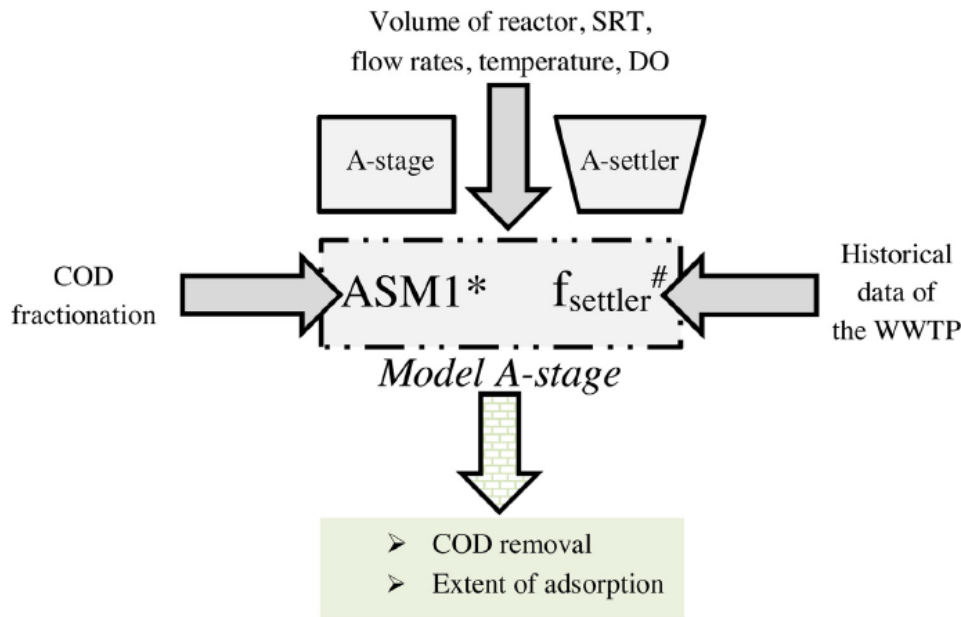 Volume of reactor, SRT,
flow rates, temperature, DO
A-stage
A-settler
COD
fractionation
ASM1*
f_settler^#
Historical
data of
the WWTP
Model A-stage
➢ COD removal
➢ Extent of adsorption